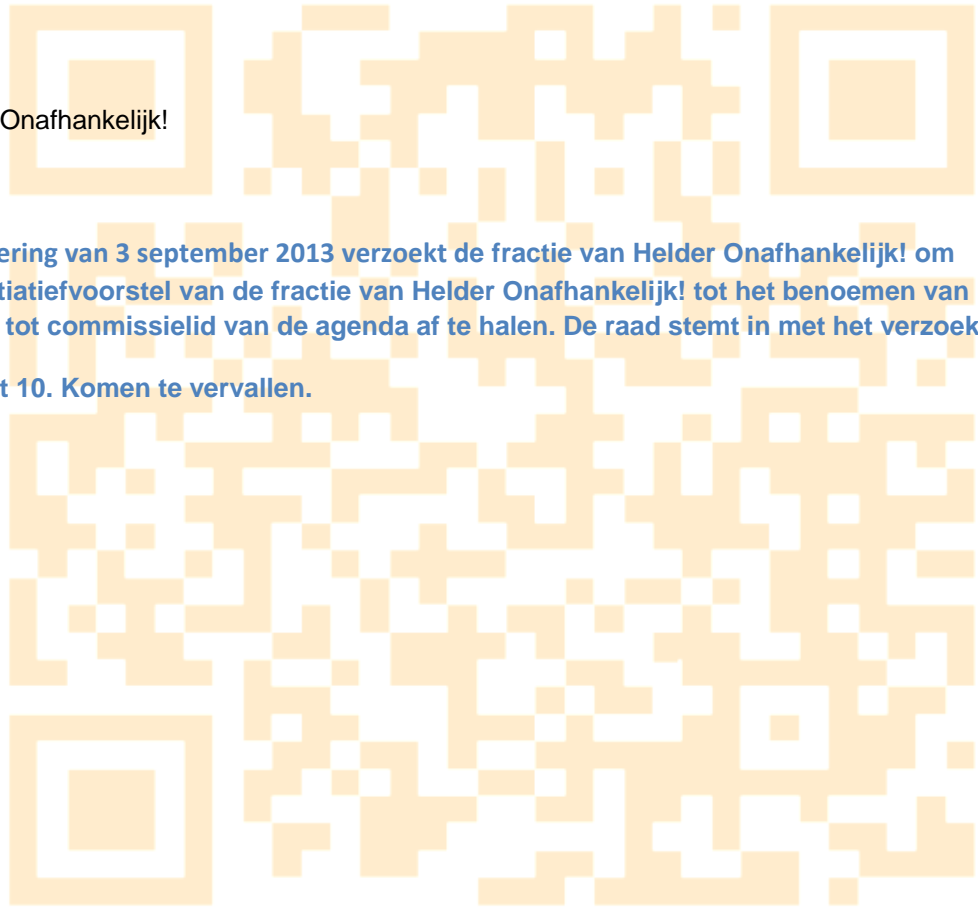 Onafhankelijk!
ering van 3 september 2013 verzoekt de fractie van Helder Onafhankelijk! om
tiatiefvoorstel van de fractie van Helder Onafhankelijk! tot het benoemen van
tot commissielid van de agenda af te halen. De raad stemt in met het verzoek
t 10. Komen te vervallen.